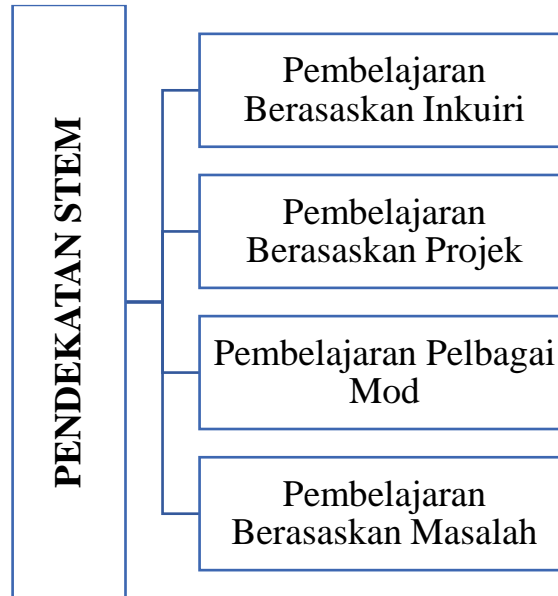 PENDEKATAN STEM
Pembelajaran
Berasaskan Inkuiri
Pembelajaran
Berasaskan Projek
Pembelajaran Pelbagai
Mod
Pembelajaran
Berasaskan Masalah